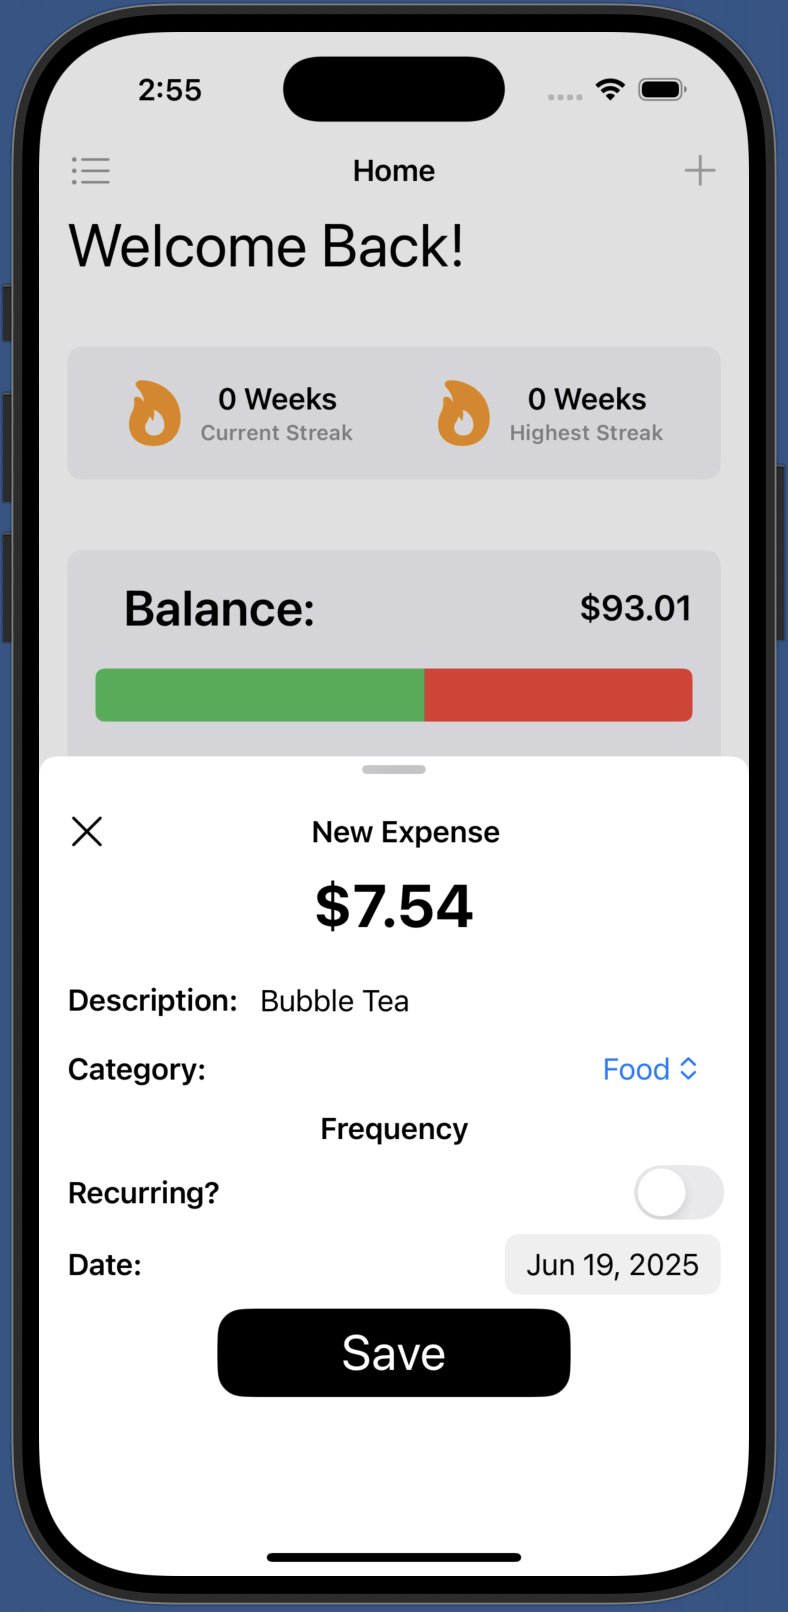 2:55
Home
Welcome Back!
0 Weeks
Current Streak
0 Weeks
Highest Streak
Balance:
$93.01
New Expense
$7.54
Description: Bubble Tea
Category: Food
Frequency
Recurring?
Date: Jun 19, 2025
Save